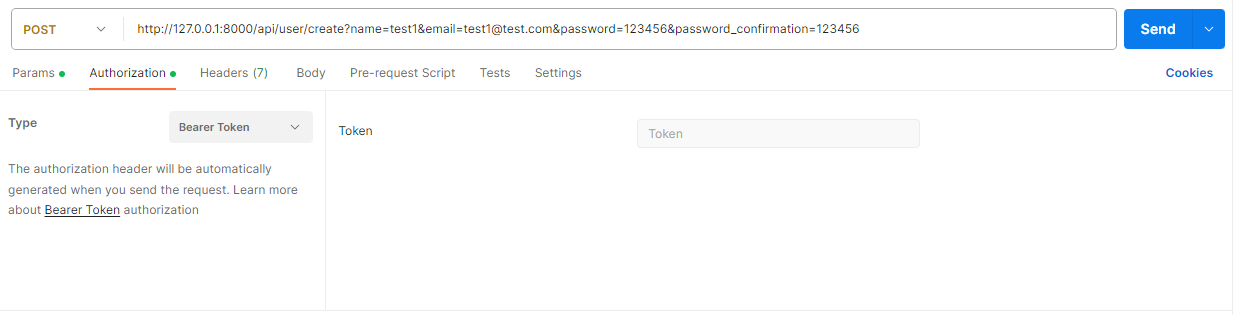 POST http://127.0.0.1:8000/api/user/create?name=test1&email=test1@test.com&password=123456&password_confirmation=123456 Send
Params Authorization Headers (7) Body Pre-request Script Tests Settings Cookies
Type Bearer Token
Token Token
The authorization header will be automatically
generated when you send the request. Learn more
about Bearer Token authorization